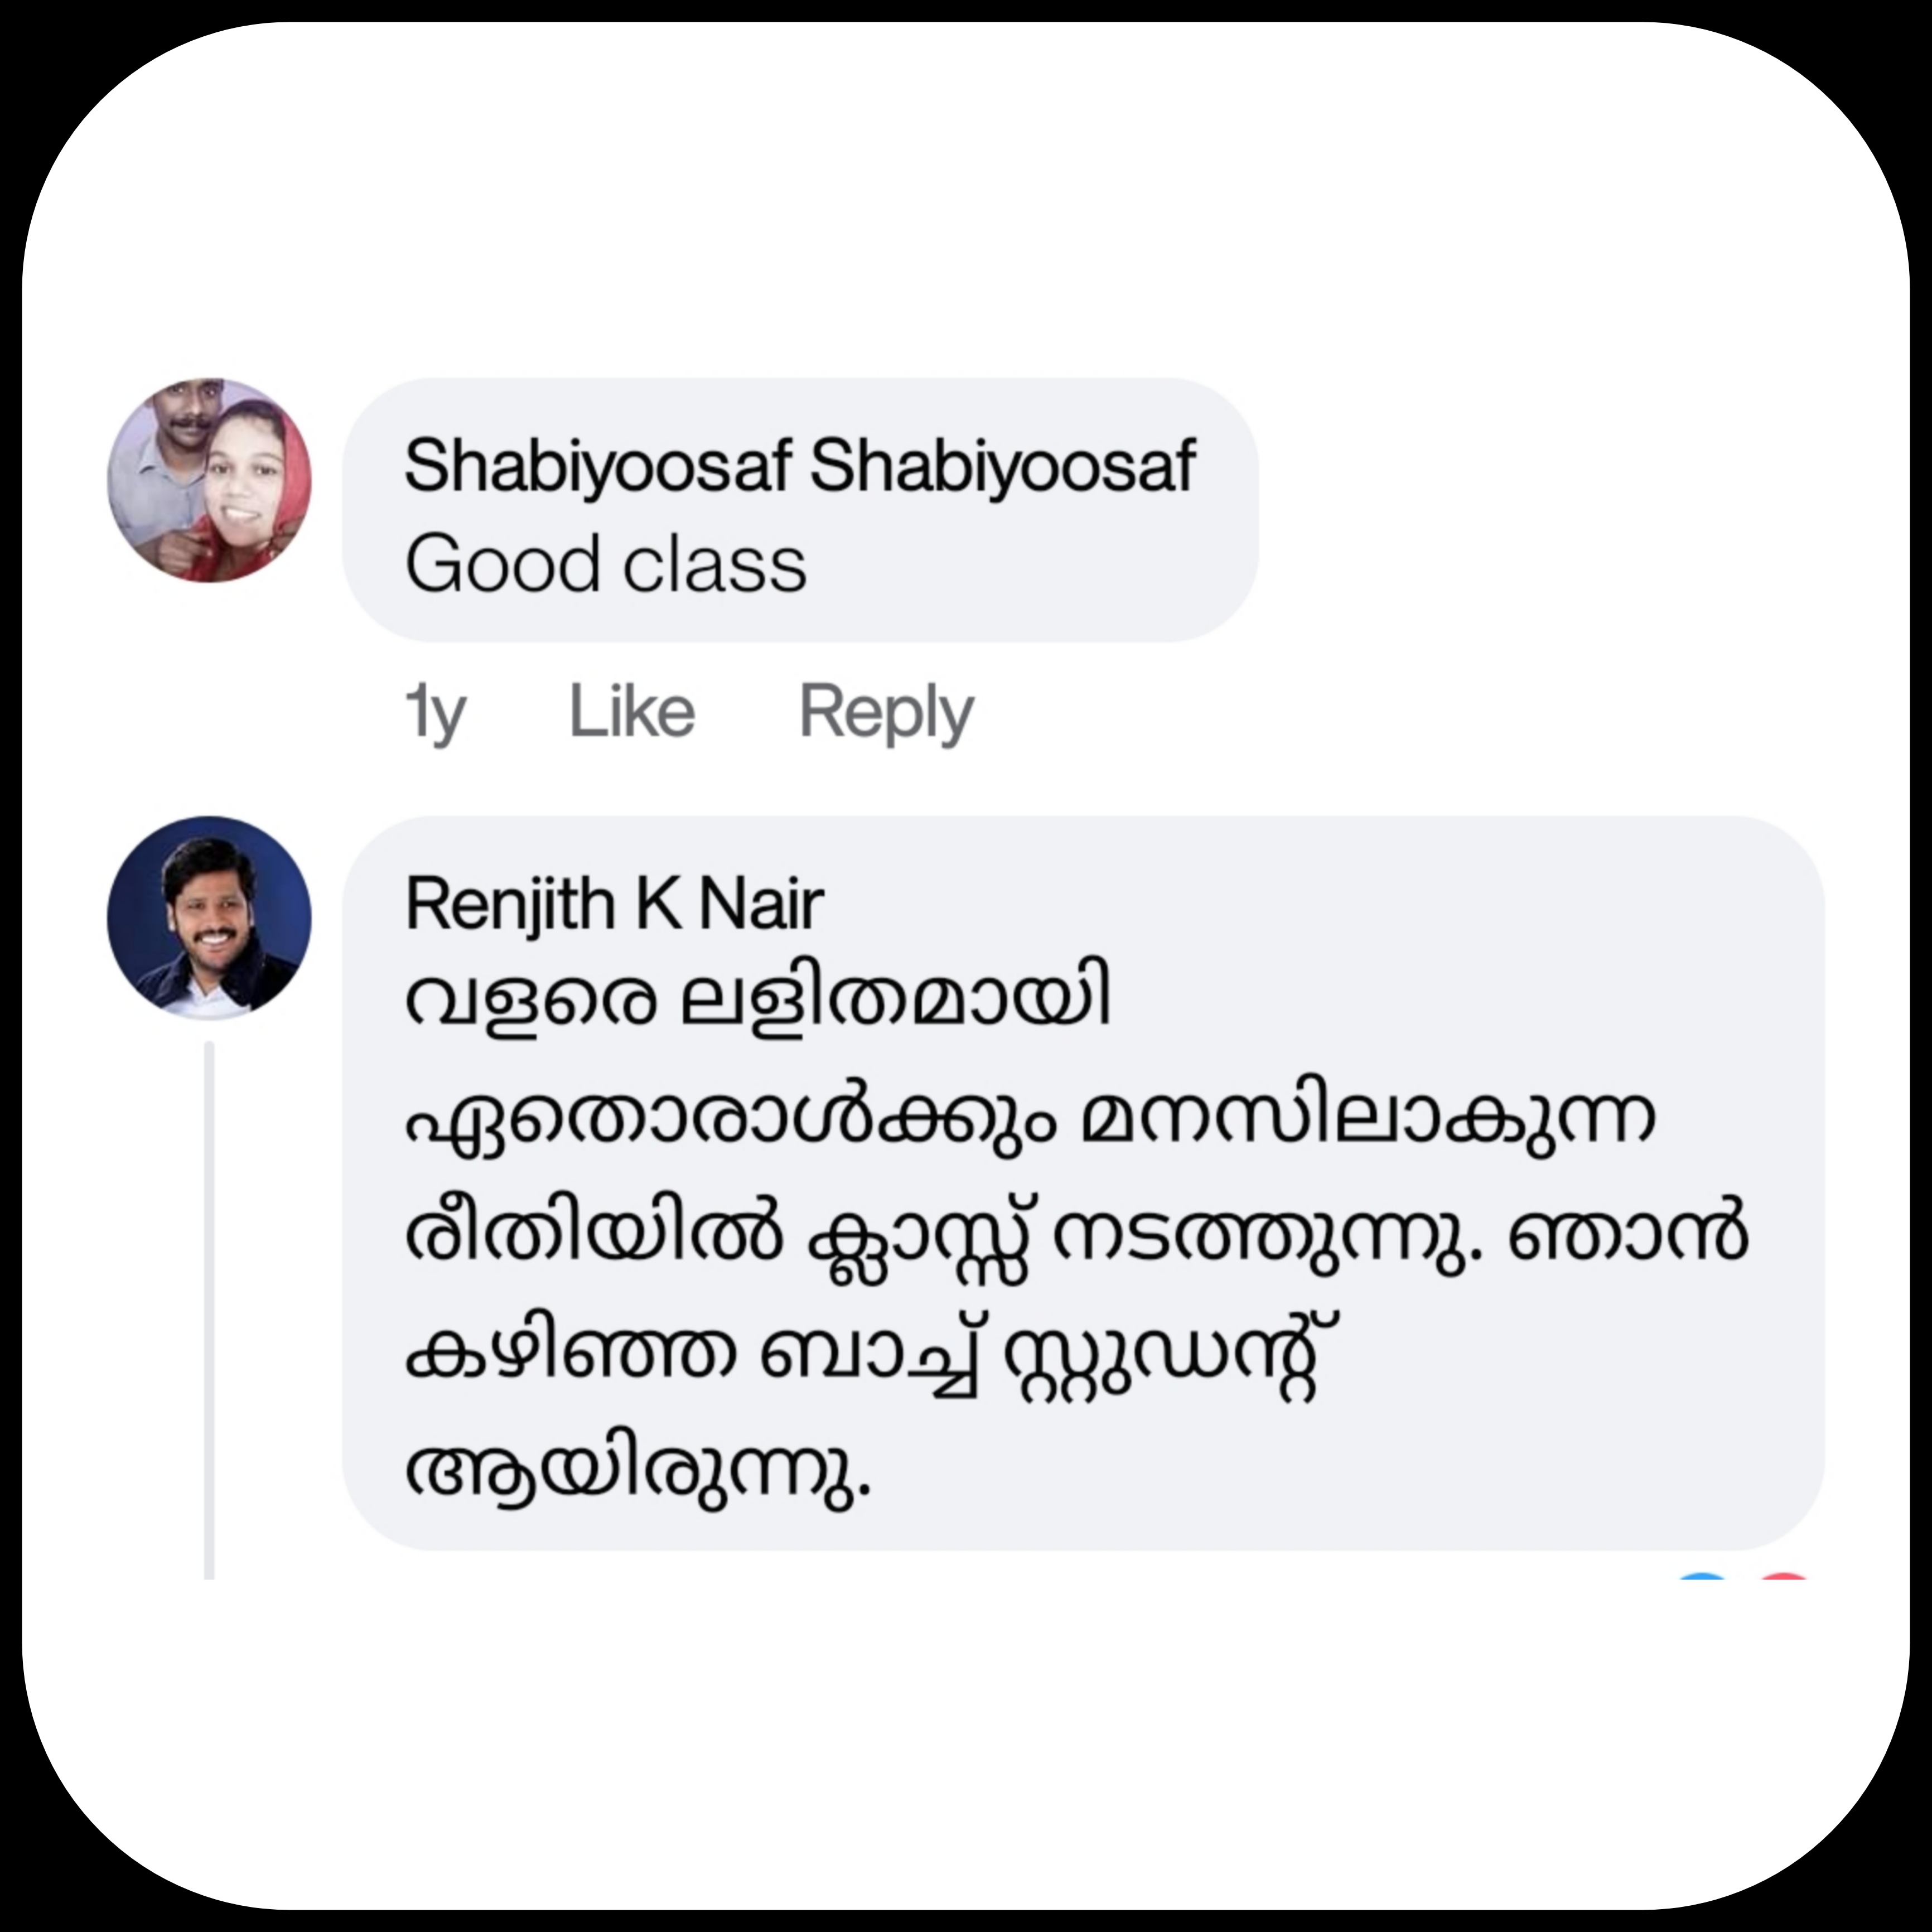 Shabiyoosaf Shabiyoosaf
Good class
1y Like Reply
Renjith K Nair
വളരെ ലളിതമായി
ഏതൊരാൾക്കും മനസിലാകുന്ന
രീതിയിൽ ക്ലാസ്സ് നടത്തുന്നു. ഞാൻ
കഴിഞ്ഞ ബാച്ച് സ്റ്റുഡന്റ്
ആയിരുന്നു.